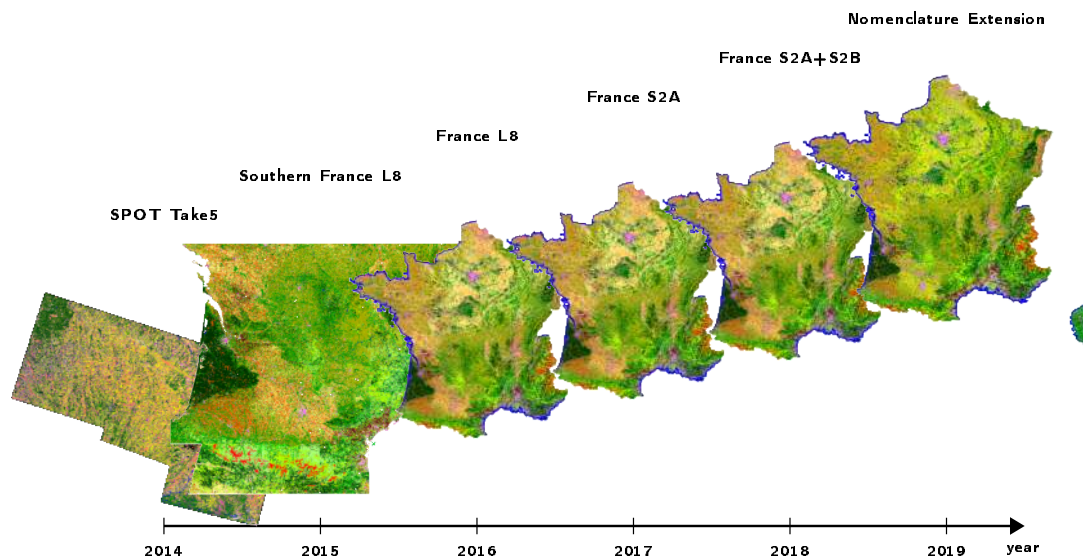 Nomenclature Extension
France S2A+S2B
France S2A
France L8
Southern France L8
SPOT Take5
2014 2015 2016 2017 2018 2019 year